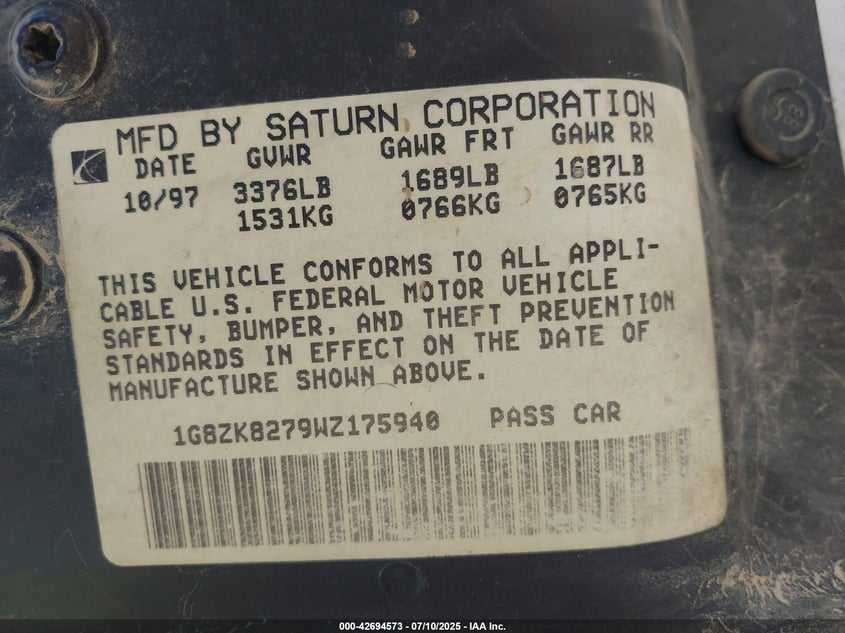 MFD BY SATURN CORPORATION
DATE GVWR GAWR FRT GAWR RR
10/97 3376LB 1689LB 1687LB
1531KG 0766KG 0765KG
THIS VEHICLE CONFORMS TO ALL APPLI-
CABLE U.S. FEDERAL MOTOR VEHICLE
SAFETY, BUMPER, AND THEFT PREVENTION
STANDARDS IN EFFECT ON THE DATE OF
MANUFACTURE SHOWN ABOVE.
1G8ZK8279WZ175940 PASS CAR
000-42694573 - 07/10/2025 - IAA Inc.